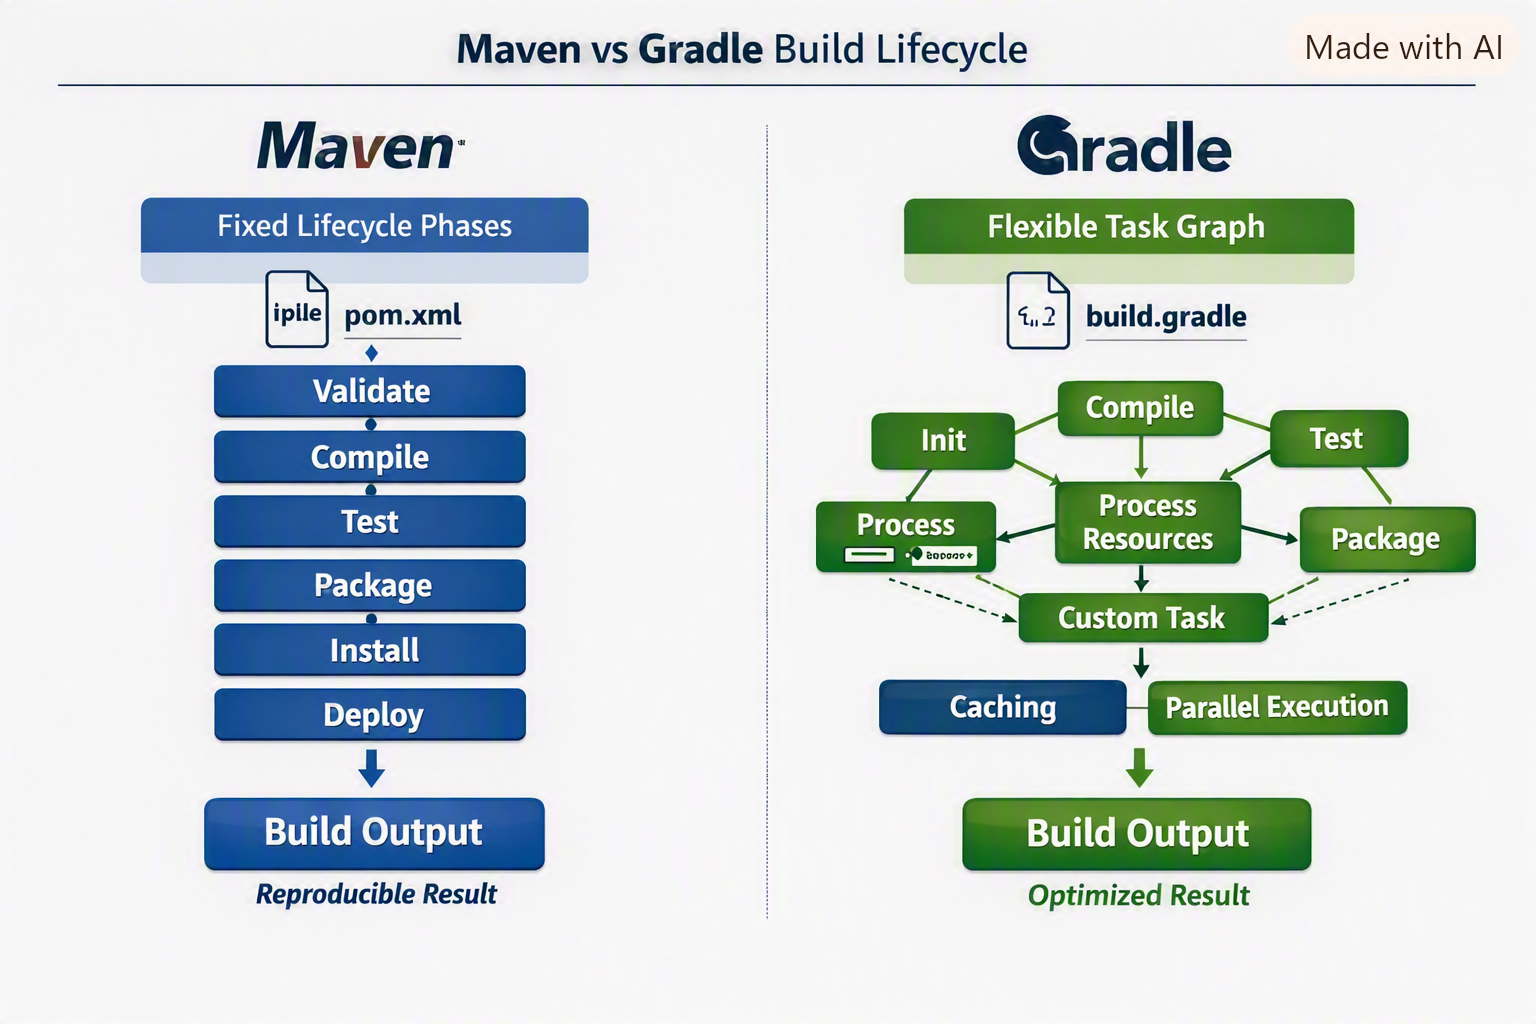 Maven vs Gradle Build Lifecycle
Made with AI
Maven
Fixed Lifecycle Phases
ipile
pom.xml
Validate
Compile
Test
Package
Install
Deploy
Build Output
Reproducible Result
Gradle
Flexible Task Graph
build.gradle
Compile
Init
Test
Process
Process
Resources
Package
Custom Task
Caching
Parallel Execution
Build Output
Optimized Result